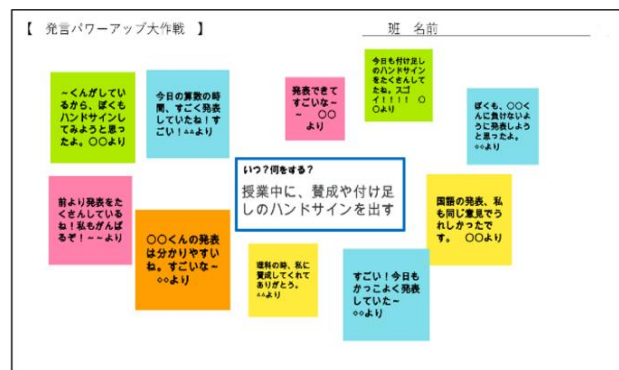 【 発言パワーアップ大作戦 】
班 名前
~くんがしてい
るから、ぼくも
ハンドサインし
てみようと思っ
たよ。〇〇より
今日の算数の時
間、すごく発表
していたね!す
ごい!△△より
発表できて
すごいな~
~ 〇〇
より
今日も付け足し
のハンドサイン
をたくさんして
たね。スゴ
イ!!!! 〇
〇より
ぼくも、〇〇く
んに負けないよ
うに発表しよう
と思ったよ。
◇◇より
いつ?何をする?
授業中に、賛成や付け足
しのハンドサインを出す
前より発表をた
くさんしている
ね!私もがんば
るぞ!~~より
〇〇くんの発表
は分かりやすい
ね。すごいな~
◇◇より
理科の時、私に
賛成してくれて
ありがとう。
△△より
すごい!今日も
かっこよく発表
していた~
◇◇より
国語の発表、私
も同じ意見でう
れしかったで
す。 〇〇より